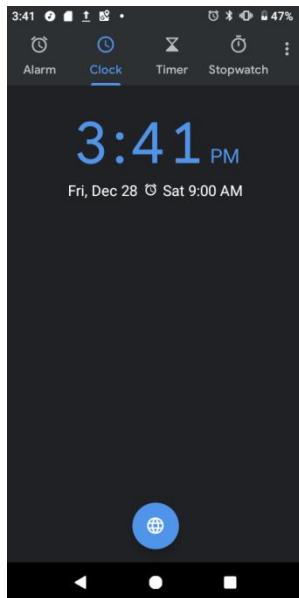 3:41 47%
Alarm Clock Timer Stopwatch
3:41 PM
Fri, Dec 28 Sat 9:00 AM